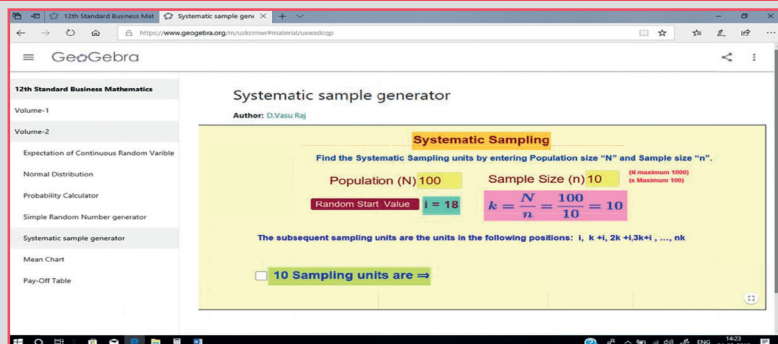 12th Standard Business Mat
Systematic sample gene
https://www.geogebra.org/m/
GeoGebra
12th Standard Business Mathematics
Volume-1
Volume-2
Expectation of Continuous Random Varible
Normal Distribution
Probability Calculator
Simple Random Number generator
Systematic sample generator
Mean Chart
Pay-Off Table
Systematic sample generator
Author: D.Vasu Raj
Systematic Sampling
Find the Systematic Sampling units by entering Population size “N” and Sample size “n”.
Population (N) 100
Sample Size (n) 10
(N maximum 1000)
(s Maximum 100)
Random Start Value i = 18
k = N/n = 100/10 = 10
The subsequent sampling units are the units in the following positions: i, k +i, 2k +i,3k+i , ..., nk
10 Sampling units are ⇒
ENG
14:23